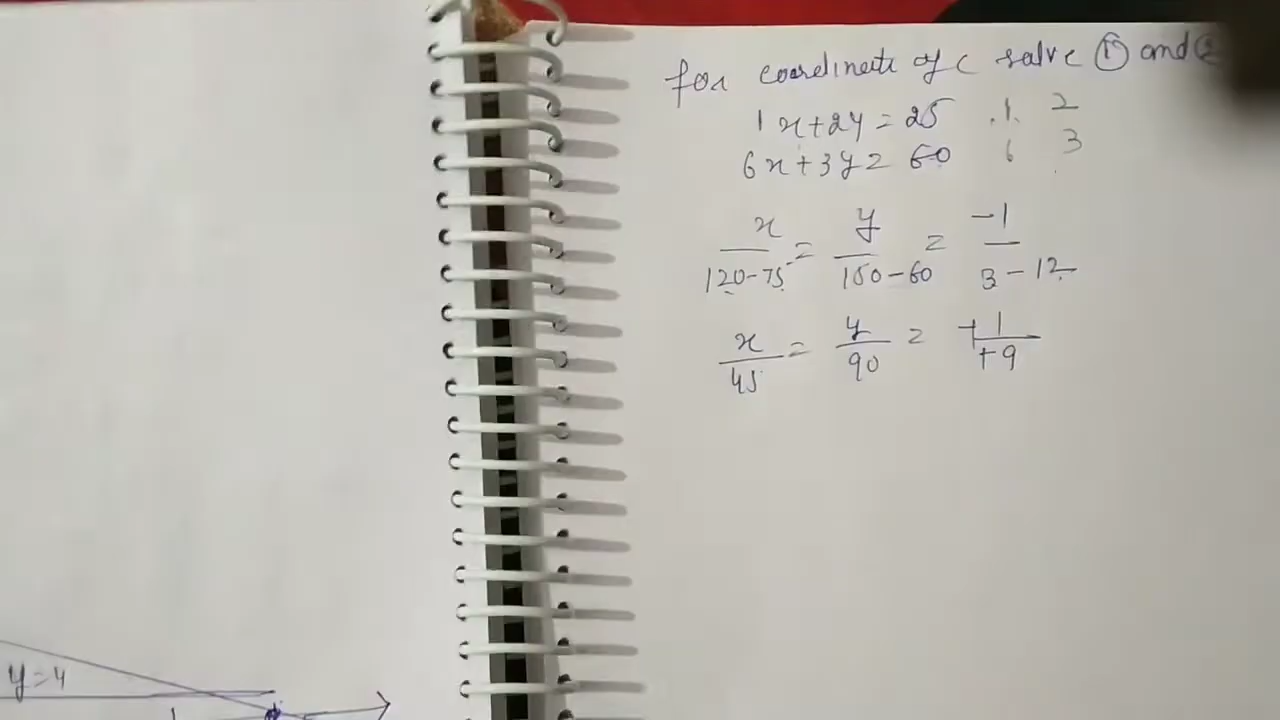 for coordinate of C solve ① and ②
1x+2y=25 1 2
6x+3y=60 6 3
x/120-75 = y/150-60 = -1/3-12
x/45 = y/90 = +1/+9
y=4